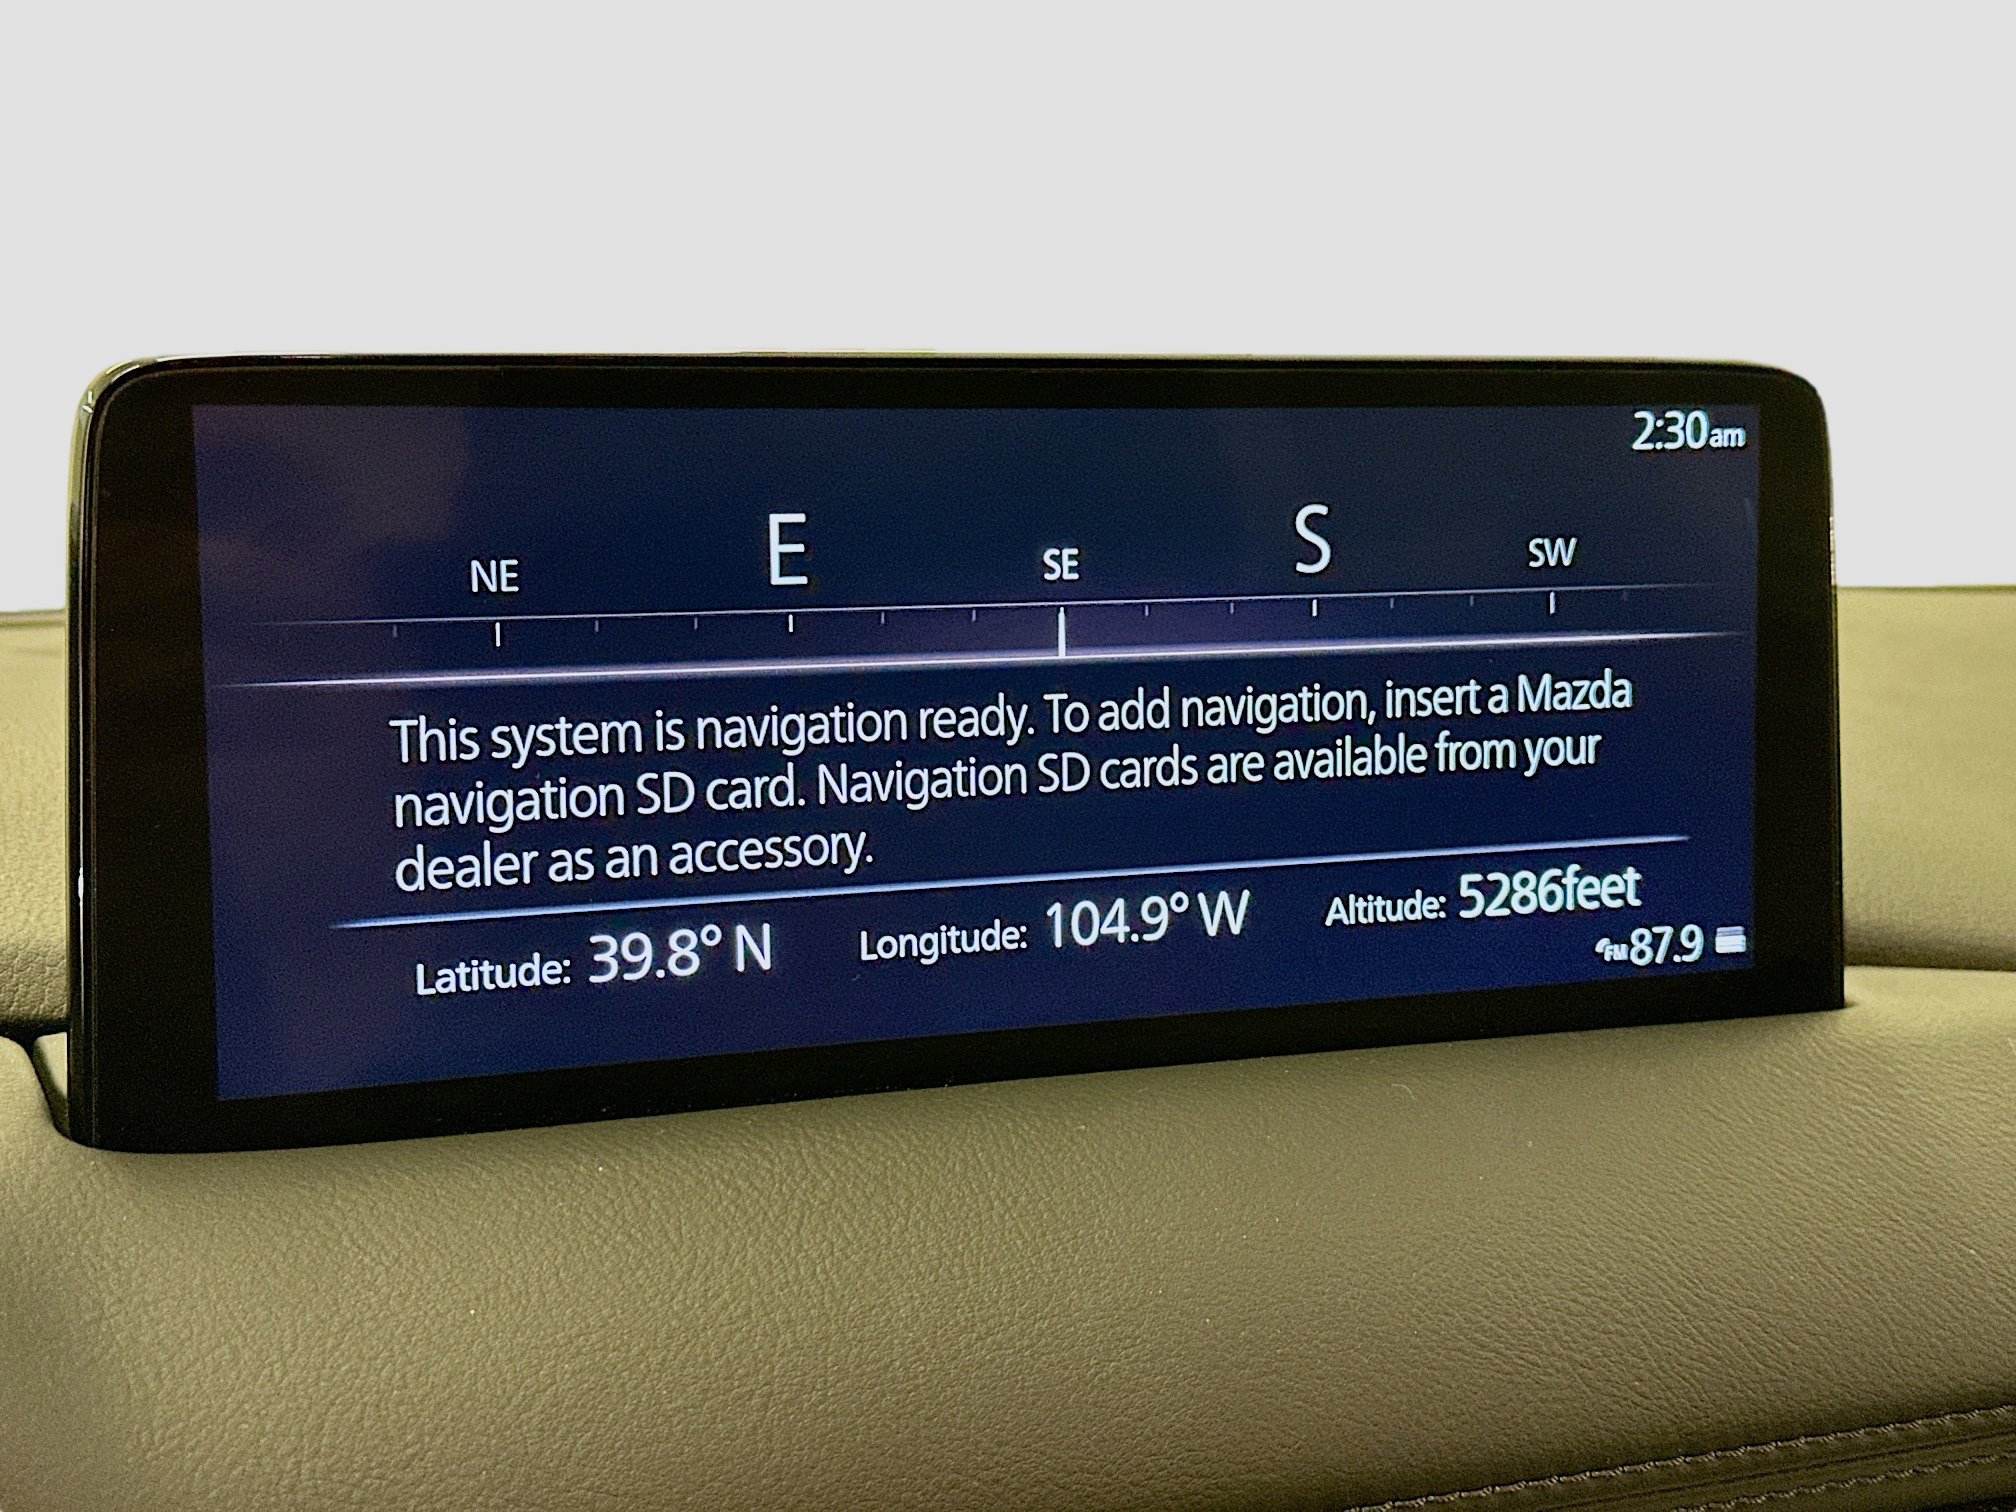 2:30am
NE E SE S SW
This system is navigation ready. To add navigation, insert a Mazda
navigation SD card. Navigation SD cards are available from your
dealer as an accessory.
Latitude: 39.8° N Longitude: 104.9° W Altitude: 5286feet
FM 87.9